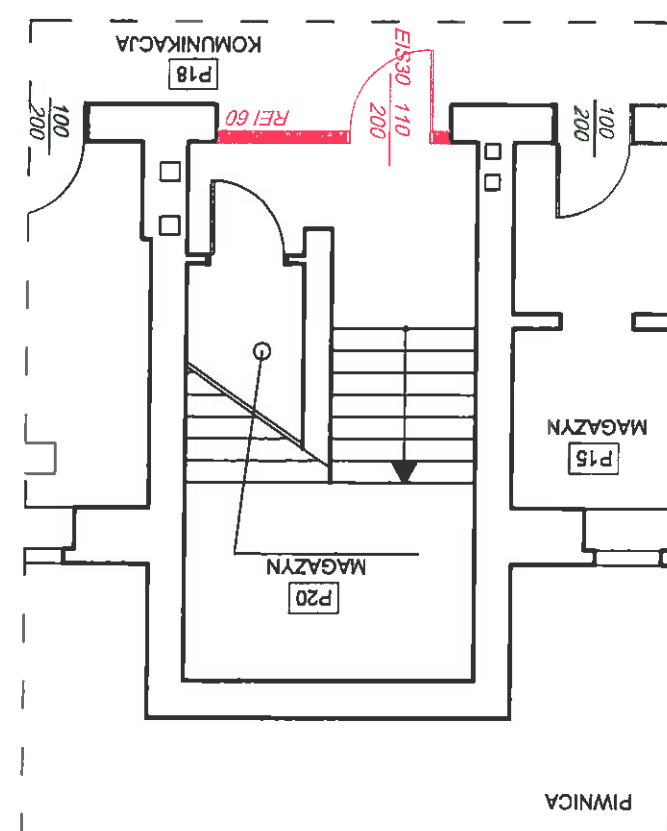 PIWNICA
P20
MAGAZYN
P15
MAGAZYN
100
200
EIS30 110
200
REI 60
P18
KOMUNIKACJA
100
200